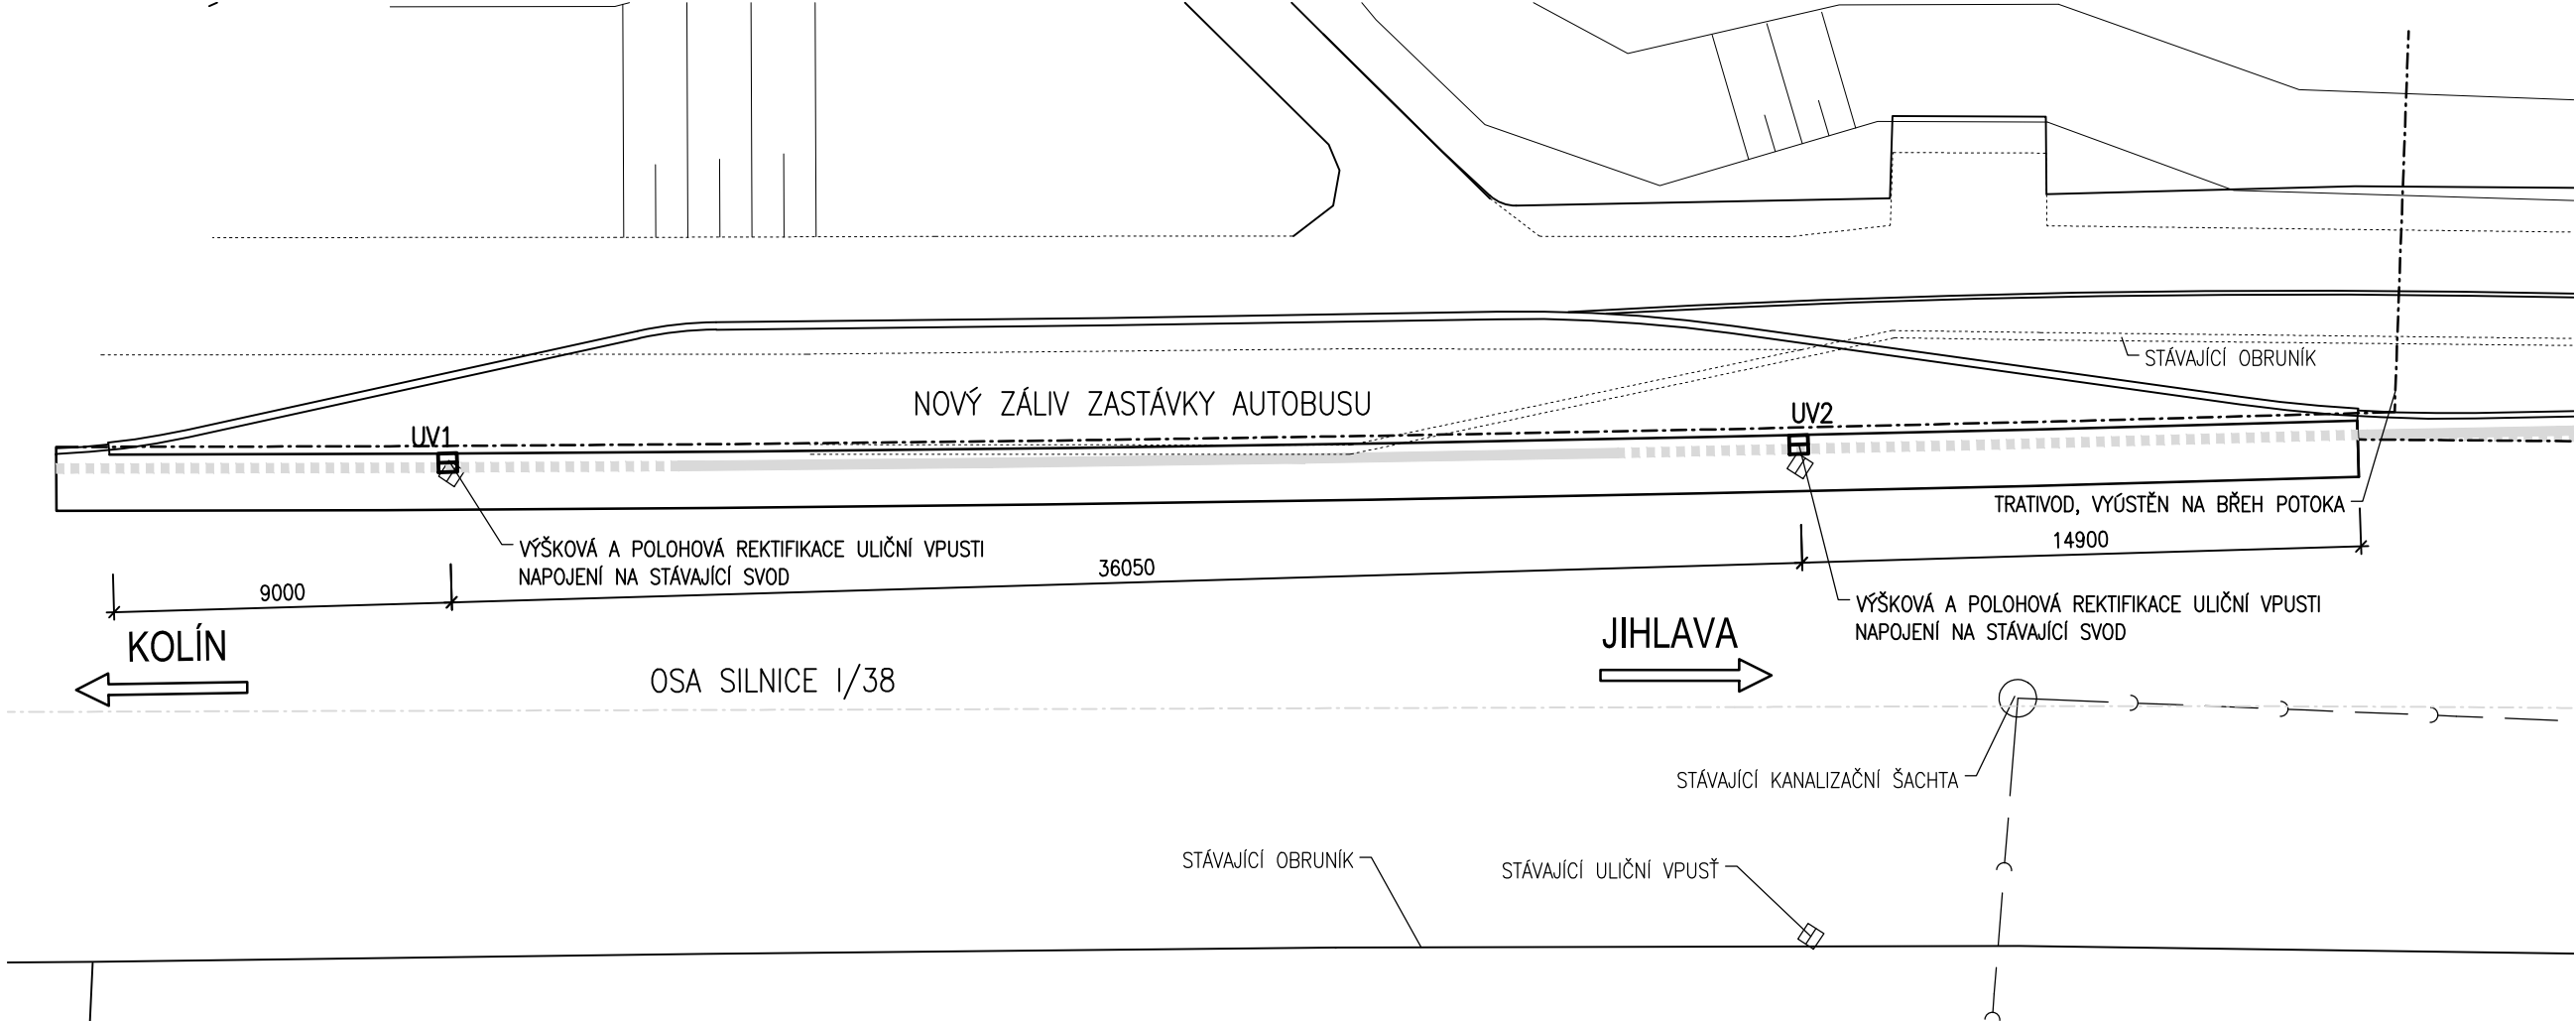 STÁVAJÍCÍ OBRUNÍK
NOVÝ ZÁLIV ZASTÁVKY AUTOBUSU
UV2
UV1
TRATIVOD, VYÚSTĚN NA BŘEH POTOKA
VÝŠKOVÁ A POLOHOVÁ REKTIFIKACE ULIČNÍ VPUSTI
NAPOJENÍ NA STÁVAJÍCÍ SVOD
14900
36050
9000
VÝŠKOVÁ A POLOHOVÁ REKTIFIKACE ULIČNÍ VPUSTI
NAPOJENÍ NA STÁVAJÍCÍ SVOD
KOLÍN
JIHLAVA
OSA SILNICE I/38
STÁVAJÍCÍ KANALIZAČNÍ ŠACHTA
STÁVAJÍCÍ OBRUNÍK
STÁVAJÍCÍ ULIČNÍ VPUSŤ